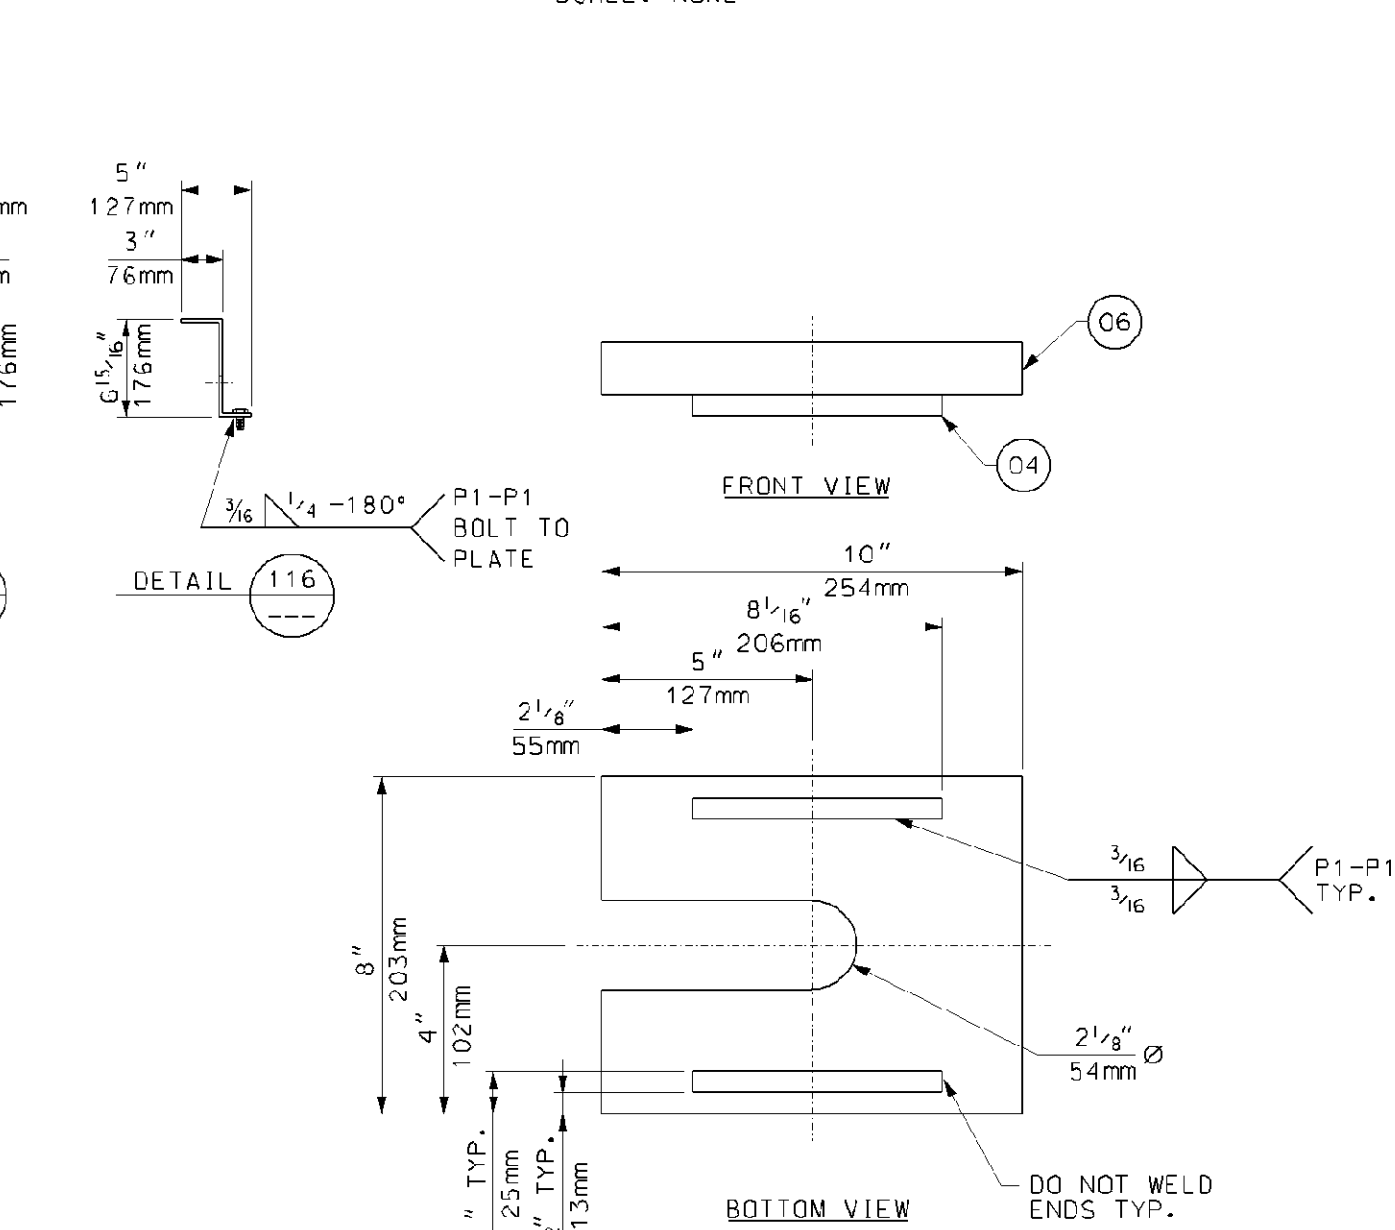 5"
127mm
3"
76mm
6 15/16"
176mm
176mm
06
04
FRONT VIEW
3/16 1/4 -180° P1-P1
BOLT TO
PLATE
DETAIL 116
---
10"
254mm
8 1/16"
206mm
5"
127mm
2 1/8"
55mm
3/16
3/16
P1-P1
TYP.
8"
203mm
4"
102mm
2 1/8"
54mm Ø
" TYP.
25mm
" TYP.
13mm
DO NOT WELD
ENDS TYP.
BOTTOM VIEW